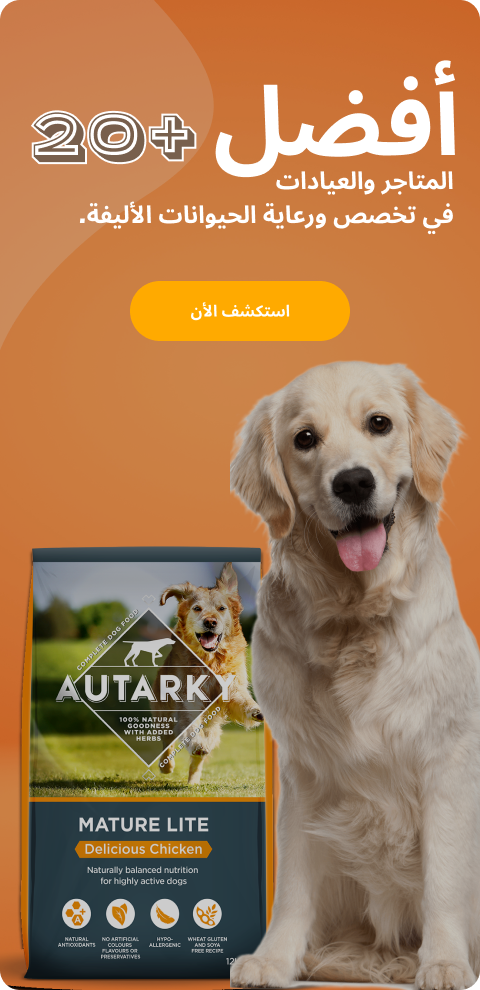 أفضل +20
المتاجر والعيادات
في تخصص ورعاية الحيوانات الأليفة.
استكشف الأن
COMPLETE DOG FOOD
AUTARKY
100% NATURAL
GOODNESS
WITH ADDED
HERBS
COMPLETE DOG FOOD
MATURE LITE
Delicious Chicken
Naturally balanced nutrition
for highly active dogs
NATURAL
ANTIOXIDANTS
NO ARTIFICIAL
COLOURS
FLAVOURS OR
PRESERVATIVES
HYPO-
ALLERGENIC
WHEAT GLUTEN
AND SOYA
FREE RECIPE